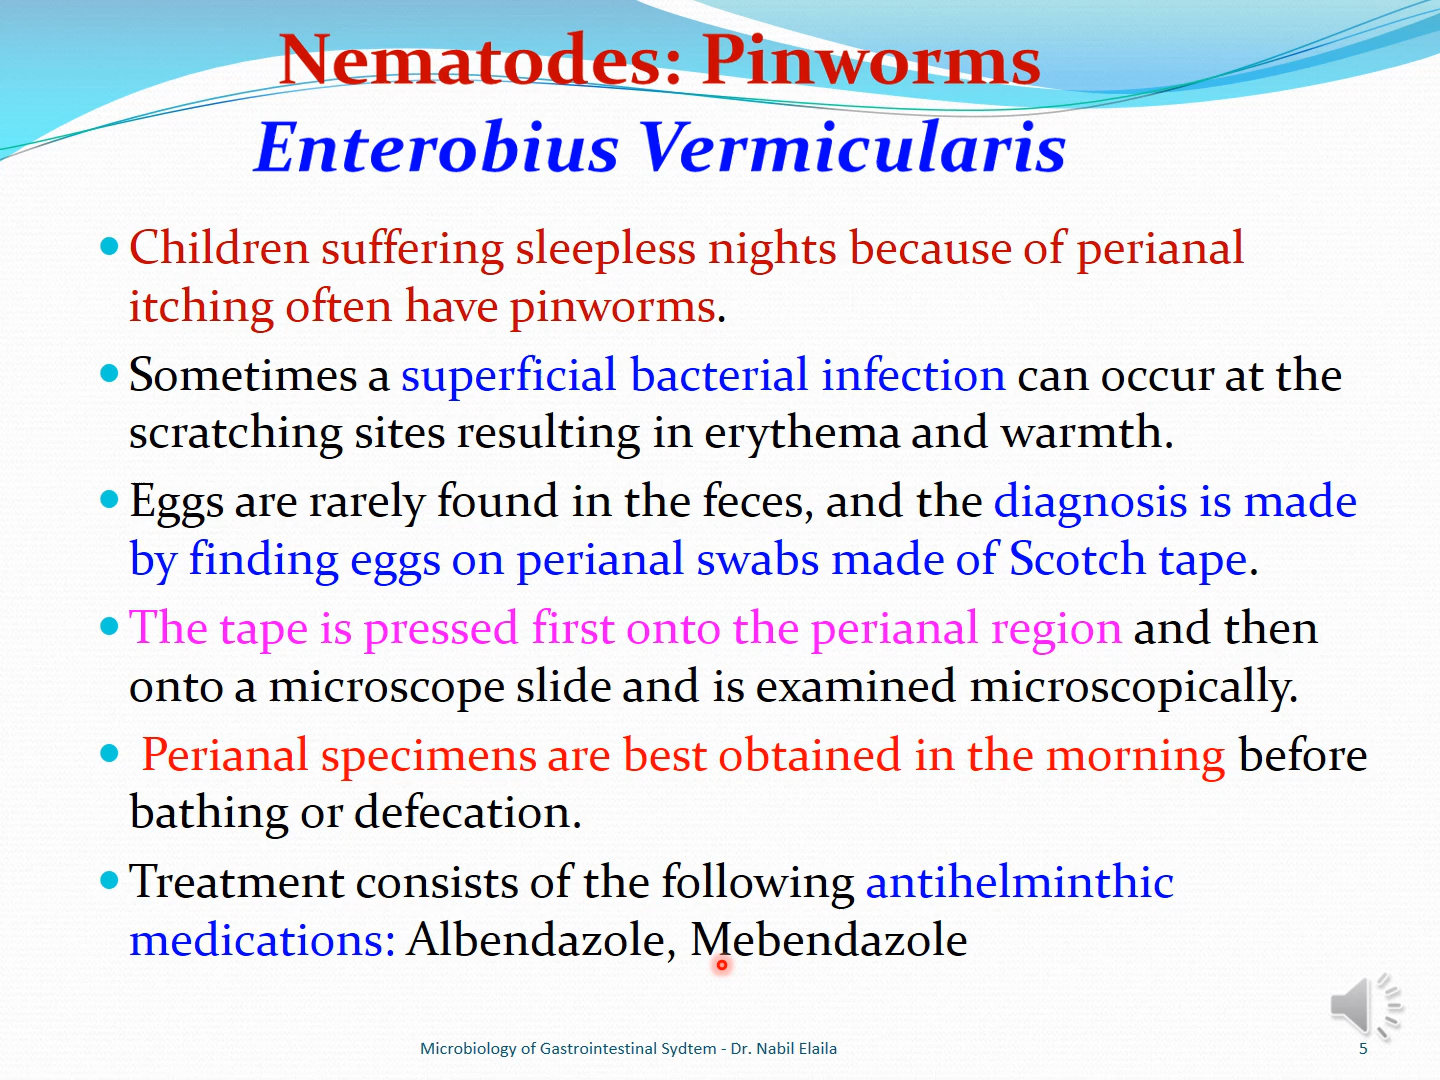 Nematodes: Pinworms
Enterobius Vermicularis
• Children suffering sleepless nights because of perianal
itching often have pinworms.
• Sometimes a superficial bacterial infection can occur at the
scratching sites resulting in erythema and warmth.
• Eggs are rarely found in the feces, and the diagnosis is made
by finding eggs on perianal swabs made of Scotch tape.
• The tape is pressed first onto the perianal region and then
onto a microscope slide and is examined microscopically.
• Perianal specimens are best obtained in the morning before
bathing or defecation.
• Treatment consists of the following antihelminthic
medications: Albendazole, Mebendazole
Microbiology of Gastrointestinal Sydtem - Dr. Nabil Elaila
5